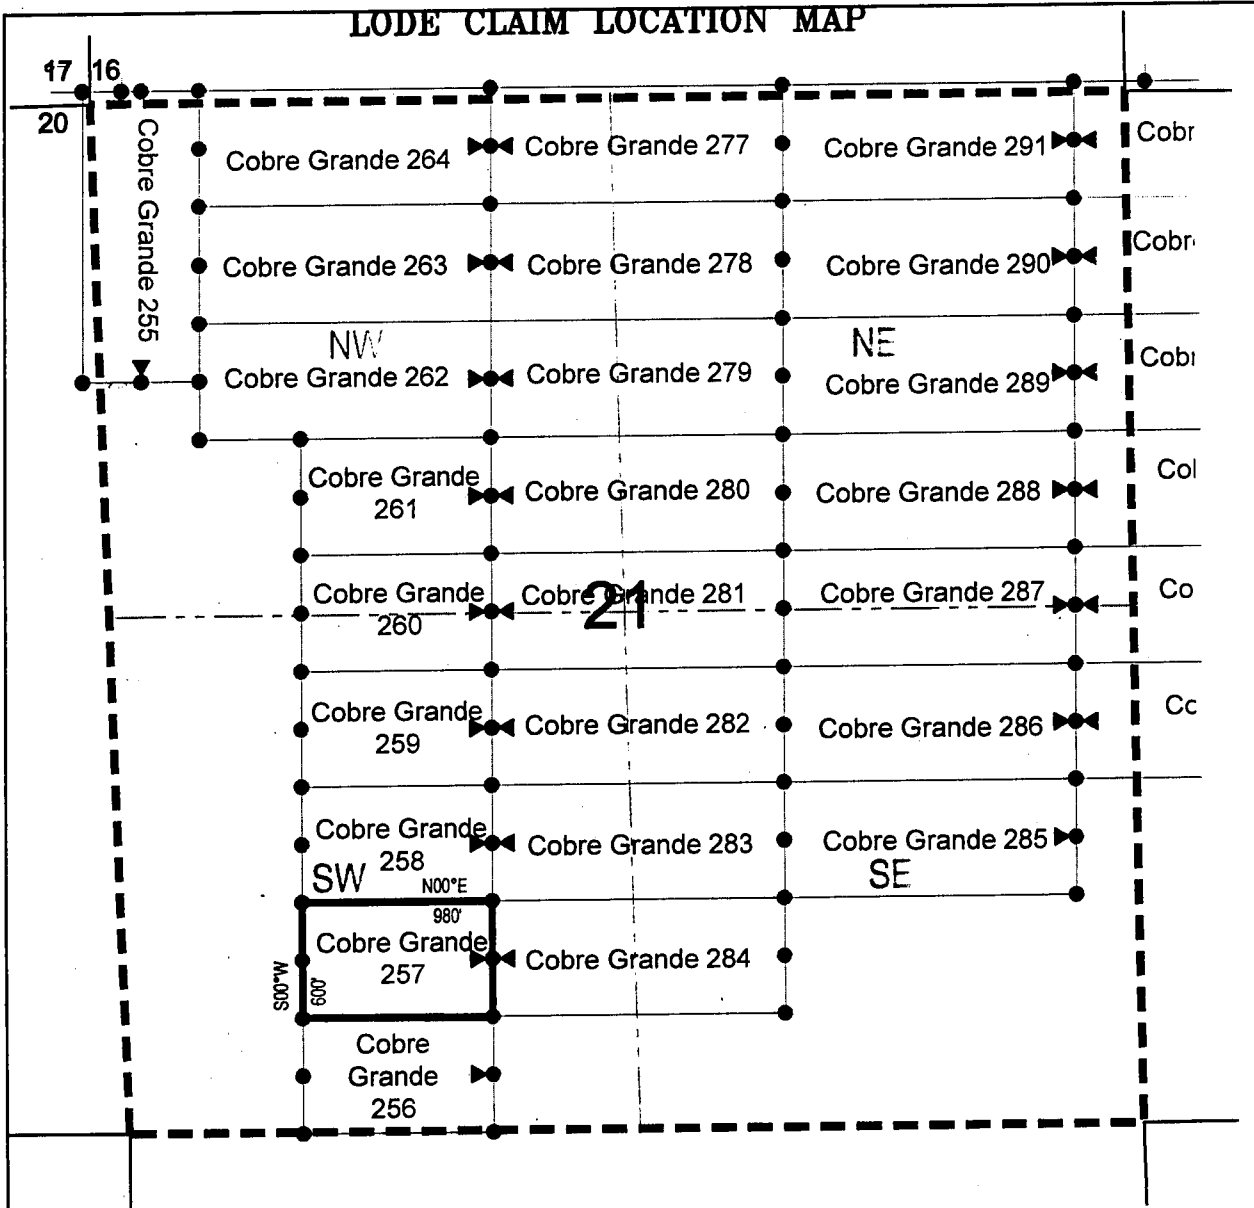 LODE CLAIM LOCATION MAP
17 16
20
Cobre Grande 255
Cobre Grande 264
Cobre Grande 277
Cobre Grande 291
Cobr
Cobre Grande 263
Cobre Grande 278
Cobre Grande 290
Cobr
NW
NE
Cobre Grande 262
Cobre Grande 279
Cobre Grande 289
Cobr
Cobre Grande
261
Cobre Grande 280
Cobre Grande 288
Col
Cobre Grande
260
Cobre Grande 281
21
Cobre Grande 287
Co
Cobre Grande
259
Cobre Grande 282
Cobre Grande 286
Co
Cobre Grande
258
Cobre Grande 283
Cobre Grande 285
SW
SE
N00°E
980'
Cobre Grande
257
S00°W
600'
Cobre Grande 284
Cobre
Grande
256